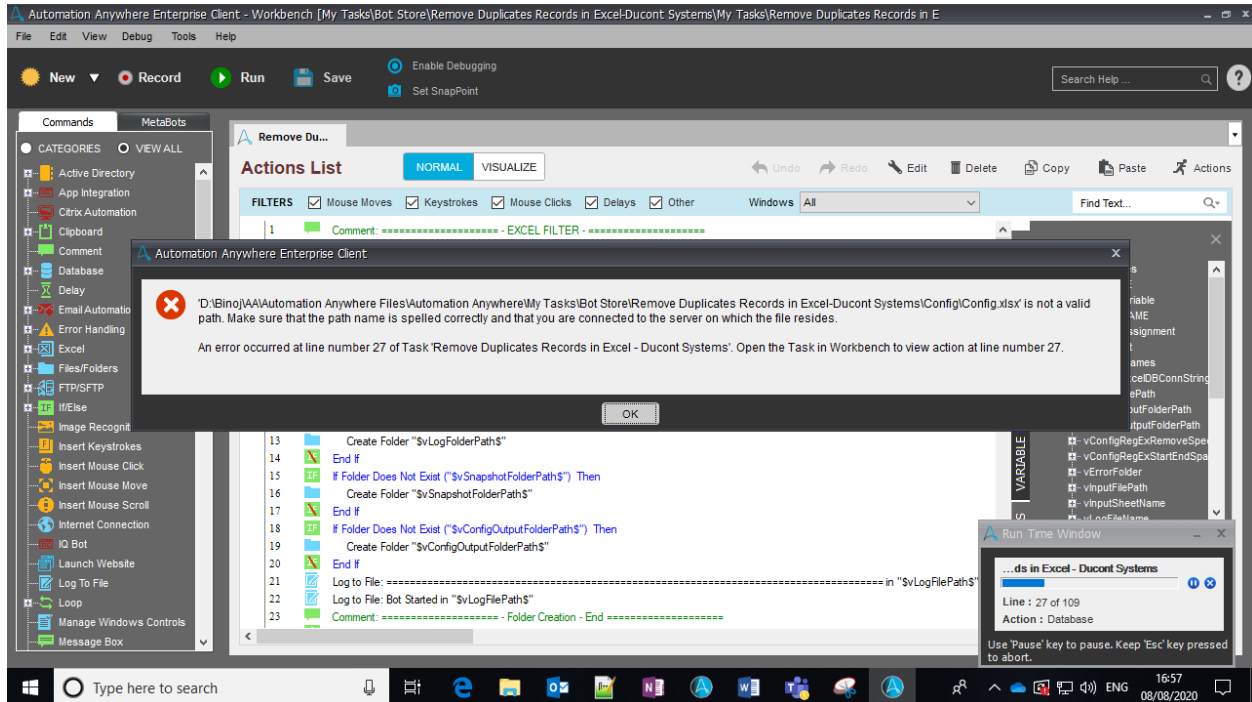 Automation Anywhere Enterprise Client - Workbench [My Tasks\Bot Store\Remove Duplicates Records in Excel-Ducont Systems\My Tasks\Remove Duplicates Records in E
File Edit View Debug Tools Help
New Record Run Save
Enable Debugging
Set SnapPoint
Search Help ...
Commands MetaBots
CATEGORIES VIEW ALL
Active Directory
App Integration
Citrix Automation
Clipboard
Comment
Database
Delay
Email Automatio
Error Handling
Excel
Files/Folders
FTP/SFTP
If/Else
Image Recognit
Insert Keystrokes
Insert Mouse Click
Insert Mouse Move
Insert Mouse Scroll
Internet Connection
IQ Bot
Launch Website
Log To File
Loop
Manage Windows Controls
Message Box
Remove Du...
Actions List NORMAL VISUALIZE Undo Redo Edit Delete Copy Paste Actions
FILTERS Mouse Moves Keystrokes Mouse Clicks Delays Other Windows All Find Text...
1 Comment: ==================== - EXCEL FILTER - ====================
Automation Anywhere Enterprise Client
'D:\Binoj\AA\Automation Anywhere Files\Automation Anywhere\My Tasks\Bot Store\Remove Duplicates Records in Excel-Ducont Systems\Config\Config.xlsx' is not a valid
path. Make sure that the path name is spelled correctly and that you are connected to the server on which the file resides.
An error occurred at line number 27 of Task 'Remove Duplicates Records in Excel - Ducont Systems'. Open the Task in Workbench to view action at line number 27.
OK
13 Create Folder "$vLogFolderPath$"
14 End If
15 If Folder Does Not Exist ("$vSnapshotFolderPath$") Then
16 Create Folder "$vSnapshotFolderPath$"
17 End If
18 If Folder Does Not Exist ("$vConfigOutputFolderPath$") Then
19 Create Folder "$vConfigOutputFolderPath$"
20 End If
21 Log to File: ================================================== in "$vLogFilePath$"
22 Log to File: Bot Started in "$vLogFilePath$"
23 Comment: ==================== - Folder Creation - End ====================
s
riable
AME
ssignment
t
ames
celDBConnString
ePath
putFolderPath
utputFolderPath
vConfigRegExRemoveSpe
vConfigRegExStartEndSpa
vErrorFolder
vInputFilePath
vInputSheetName
vLogFileName
VARIABLE
Run Time Window
...ds in Excel - Ducont Systems
Line : 27 of 109
Action : Database
Use 'Pause' key to pause. Keep 'Esc' key pressed
to abort.
Type here to search
ENG
16:57
08/08/2020